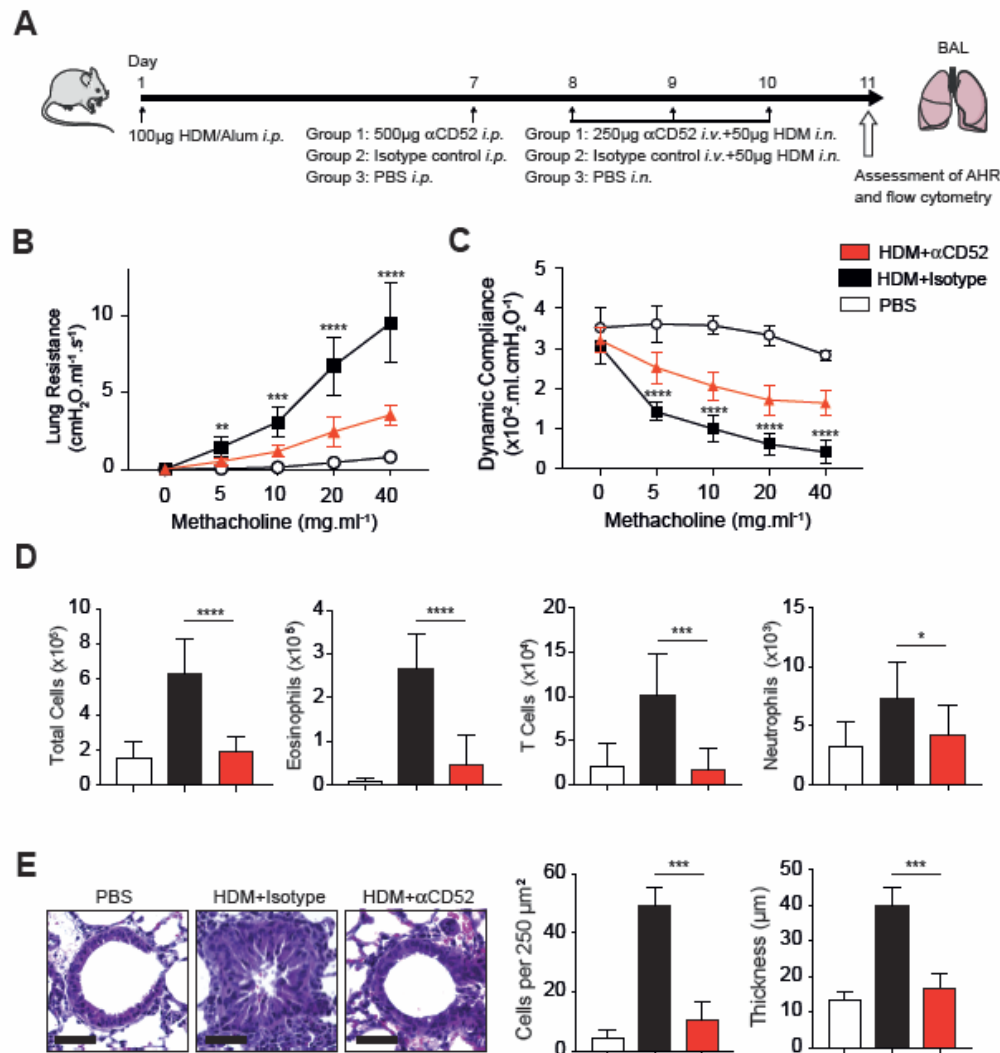 A
Day
BAL
1
7
8
9
10
11
100µg HDM/Alum i.p.
Group 1: 500µg αCD52 i.p.
Group 2: Isotype control i.p.
Group 3: PBS i.p.
Group 1: 250µg αCD52 i.v.+50µg HDM i.n.
Group 2: Isotype control i.v.+50µg HDM i.n.
Group 3: PBS i.n.
Assessment of AHR
and flow cytometry
B
Lung Resistance
(cmH₂O.ml⁻¹.s⁻¹)
10
5
0
**
***
****
****
0 5 10 20 40
Methacholine (mg.ml⁻¹)
C
Dynamic Compliance
(x10⁻².ml.cmH₂O⁻¹)
5
4
3
2
1
0
****
****
****
****
0 5 10 20 40
Methacholine (mg.ml⁻¹)
HDM+αCD52
HDM+Isotype
PBS
D
Total Cells (x10⁵)
10
8
6
4
2
0
****
Eosinophils (x10⁵)
4
3
2
1
0
****
T Cells (x10⁴)
20
15
10
5
0
***
Neutrophils (x10³)
15
10
5
0
*
E
PBS
HDM+Isotype
HDM+αCD52
Cells per 250 µm²
60
40
20
0
***
Thickness (µm)
50
40
30
20
10
0
***